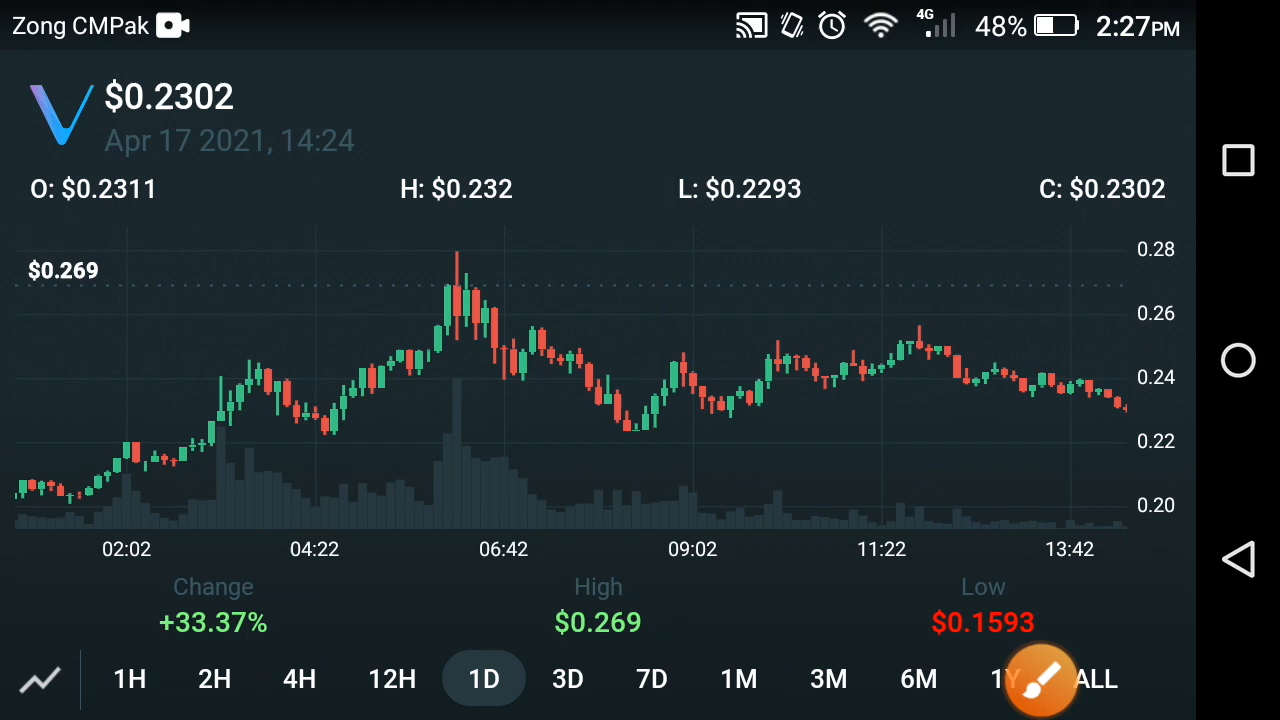 Zong CMPak 4G 48% 2:27PM
$0.2302
Apr 17 2021, 14:24
O: $0.2311 H: $0.232 L: $0.2293 C: $0.2302
0.28
$0.269
0.26
0.24
0.22
0.20
02:02 04:22 06:42 09:02 11:22 13:42
Change High Low
+33.37% $0.269 $0.1593
1H 2H 4H 12H 1D 3D 7D 1M 3M 6M 1Y ALL